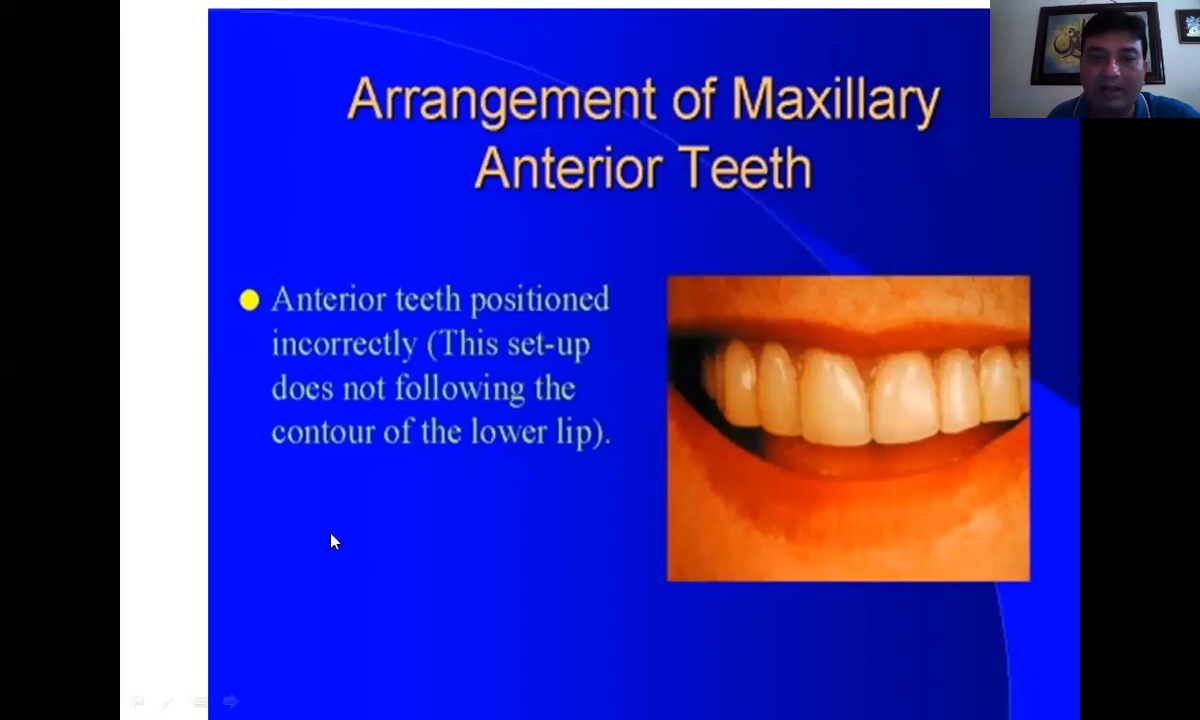 Arrangement of Maxillary
Anterior Teeth
Anterior teeth positioned
incorrectly (This set-up
does not following the
contour of the lower lip).